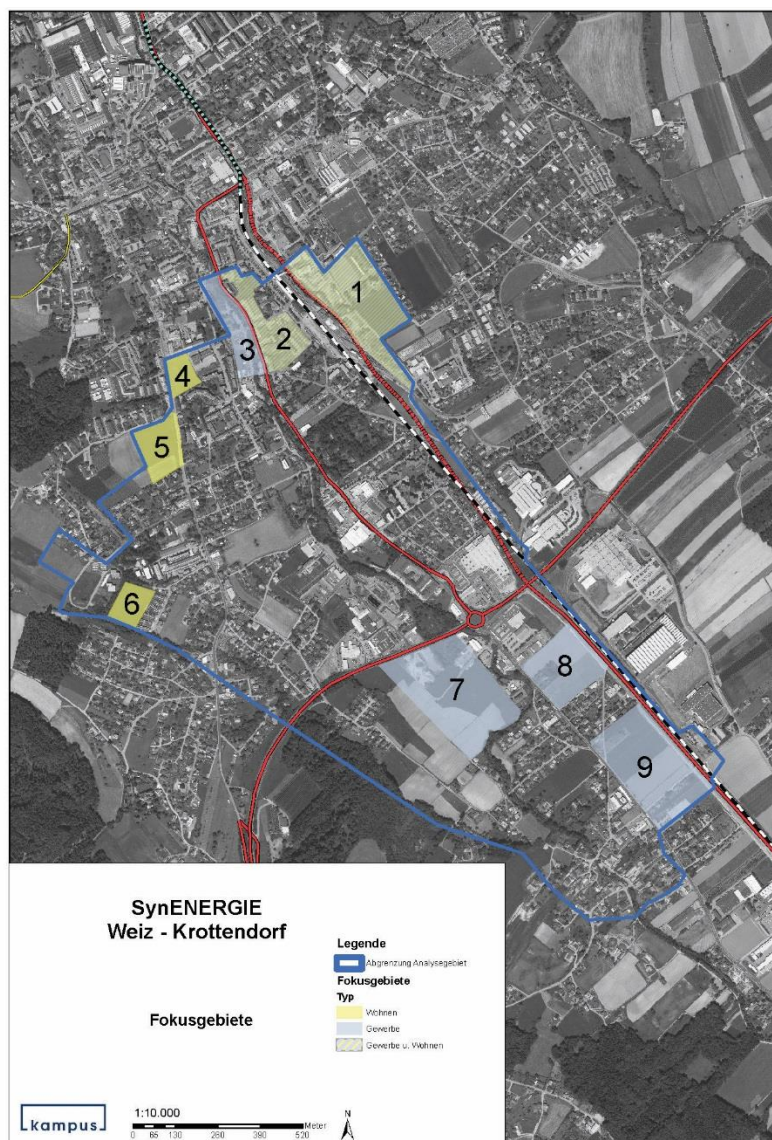 1
2
3
4
5
6
7
8
9
SynENERGIE
Weiz - Krottendorf
Fokusgebiete
Legende
Abgrenzung Analysegebiet
Fokusgebiete
Typ
Wohnen
Gewerbe
Gewerbe u. Wohnen
kampus
1:10.000
Meter
0 65 130 260 390 520
N